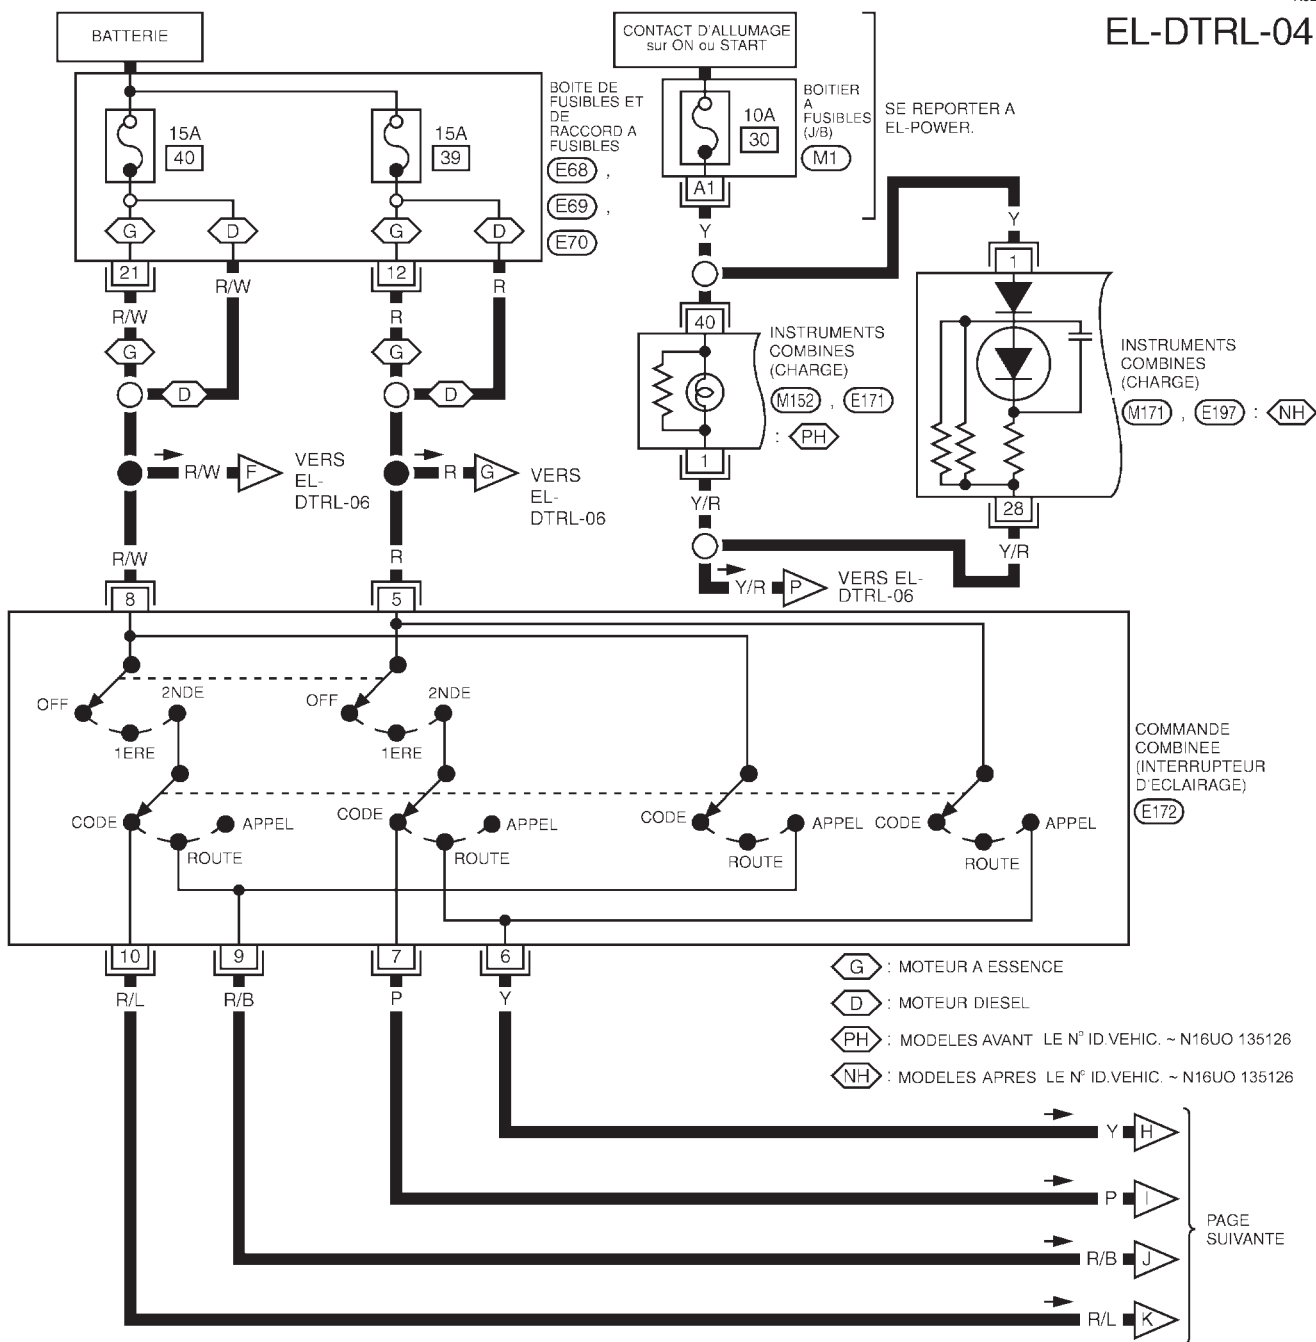 EL-DTRL-04
BATTERIE
CONTACT D'ALLUMAGE
sur ON ou START
15A
40
15A
39
BOITE DE
FUSIBLES ET
DE
RACCORD A
FUSIBLES
E68 ,
E69 ,
E70
10A
30
BOITIER
A
FUSIBLES
(J/B)
M1
SE REPORTER A
EL-POWER.
A1
G
D
G
D
21
R/W
12
R
Y
Y
1
R/W
R
G
G
D
D
40
INSTRUMENTS
COMBINES
(CHARGE)
M152 , E171
: PH
INSTRUMENTS
COMBINES
(CHARGE)
M171 , E197 : NH
R/W
F
VERS
EL-
DTRL-06
R
G
VERS
EL-
DTRL-06
1
Y/R
28
Y/R
R/W
R
Y/R
P
VERS EL-
DTRL-06
8
5
OFF
2NDE
1ERE
OFF
2NDE
1ERE
COMMANDE
COMBINEE
(INTERRUPTEUR
D'ECLAIRAGE)
E172
CODE
APPEL
ROUTE
CODE
APPEL
ROUTE
CODE
APPEL
ROUTE
CODE
APPEL
ROUTE
10
9
7
6
R/L
R/B
P
Y
G : MOTEUR A ESSENCE
D : MOTEUR DIESEL
PH : MODELES AVANT LE N° ID.VEHIC. ~ N16UO 135126
NH : MODELES APRES LE N° ID.VEHIC. ~ N16UO 135126
Y
H
P
I
R/B
J
R/L
K
PAGE
SUIVANTE